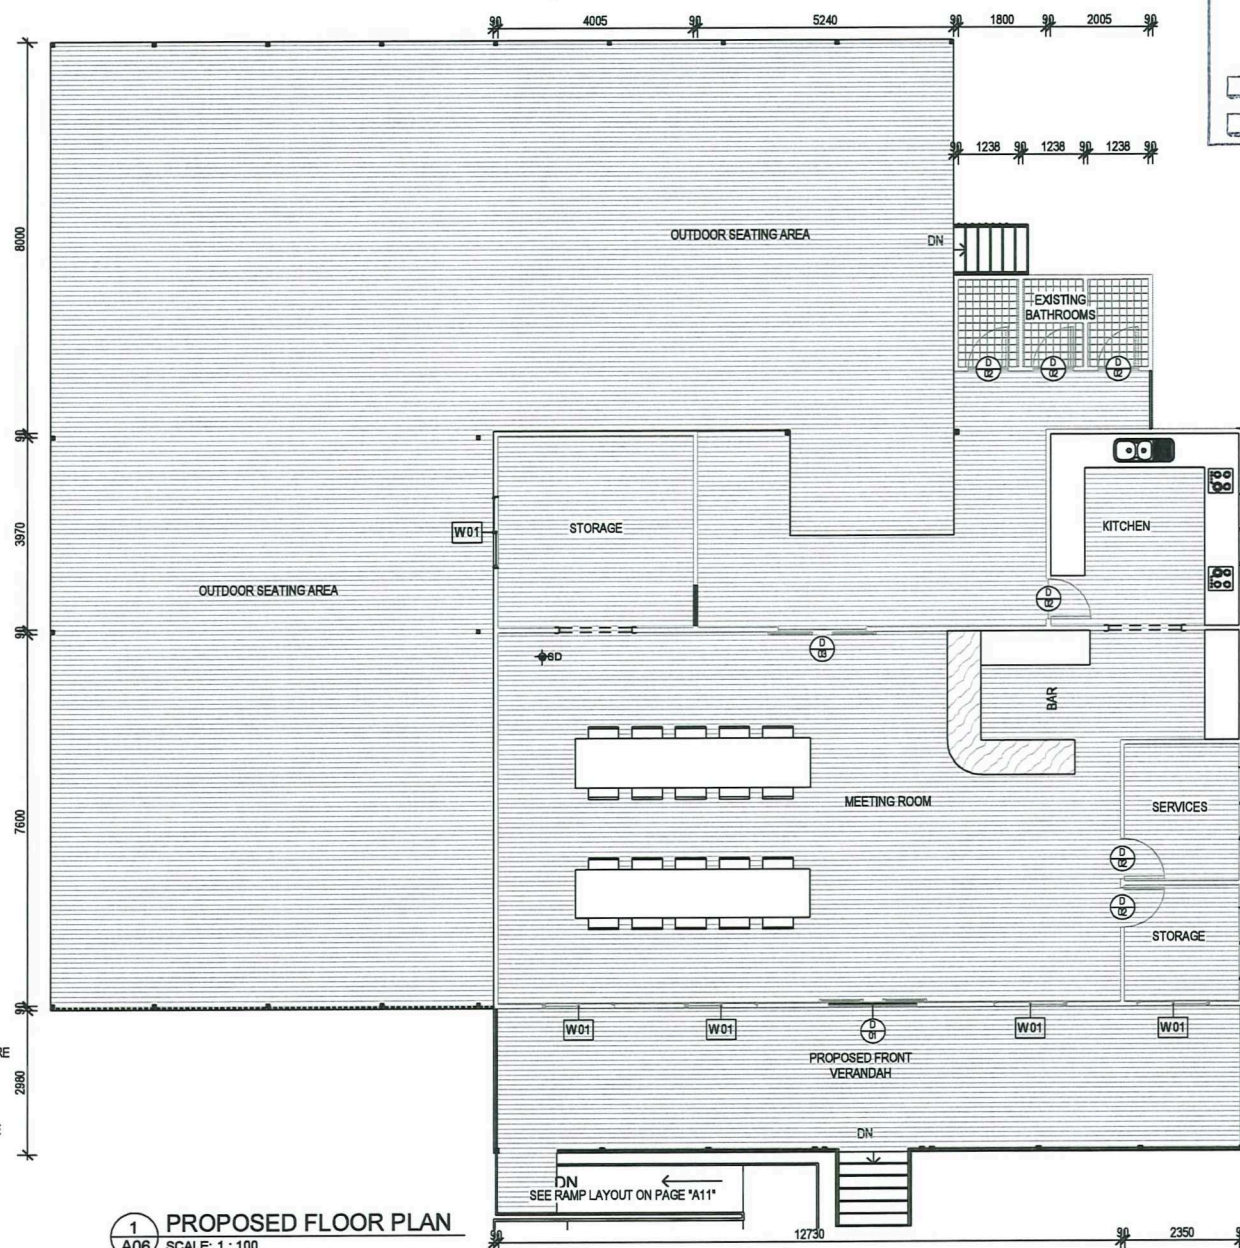 90 4005 90 5240 90 1800 90 2005 90
90 1238 90 1238 90 1238 90
8000
OUTDOOR SEATING AREA
DN
EXISTING
BATHROOMS
D
02
D
02
D
02
90
3970
W01
STORAGE
KITCHEN
OUTDOOR SEATING AREA
D
02
90
SD
D
03
BAR
MEETING ROOM
7600
SERVICES
D
02
D
02
STORAGE
90
W01
W01
D
01
W01
W01
PROPOSED FRONT
VERANDAH
2980
DN
DN
SEE RAMP LAYOUT ON PAGE "A11"
1
A06
PROPOSED FLOOR PLAN
SCALE: 1 : 100
90 12730 90 2350 90